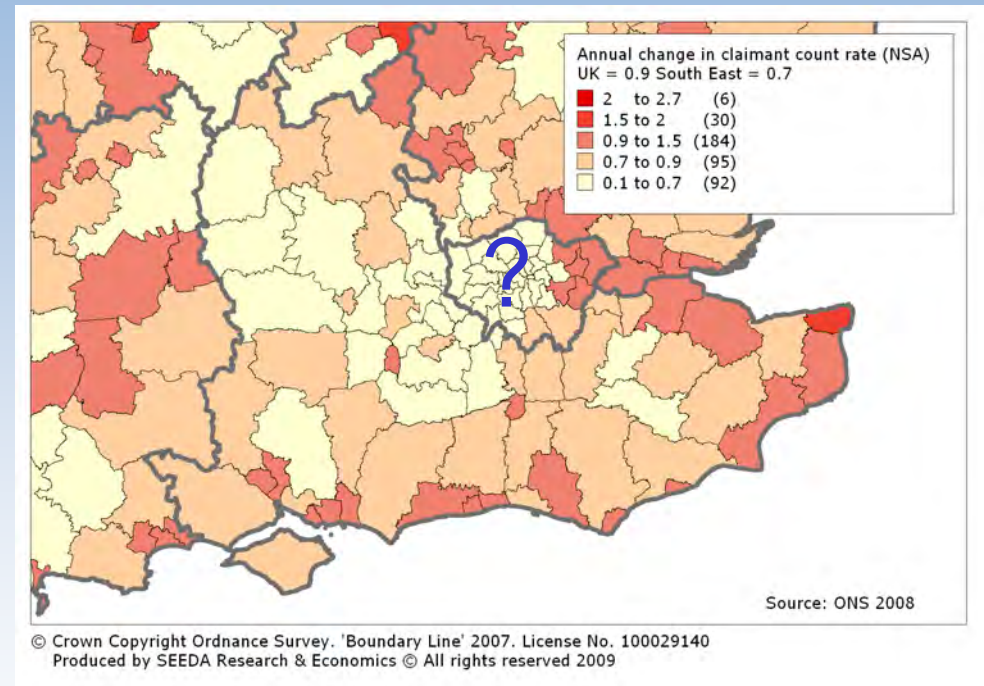 Annual change in claimant count rate (NSA)
UK = 0.9 South East = 0.7
2 to 2.7 (6)
1.5 to 2 (30)
0.9 to 1.5 (184)
0.7 to 0.9 (95)
0.1 to 0.7 (92)
?
Source: ONS 2008
© Crown Copyright Ordnance Survey. 'Boundary Line' 2007. License No. 100029140
Produced by SEEDA Research & Economics © All rights reserved 2009